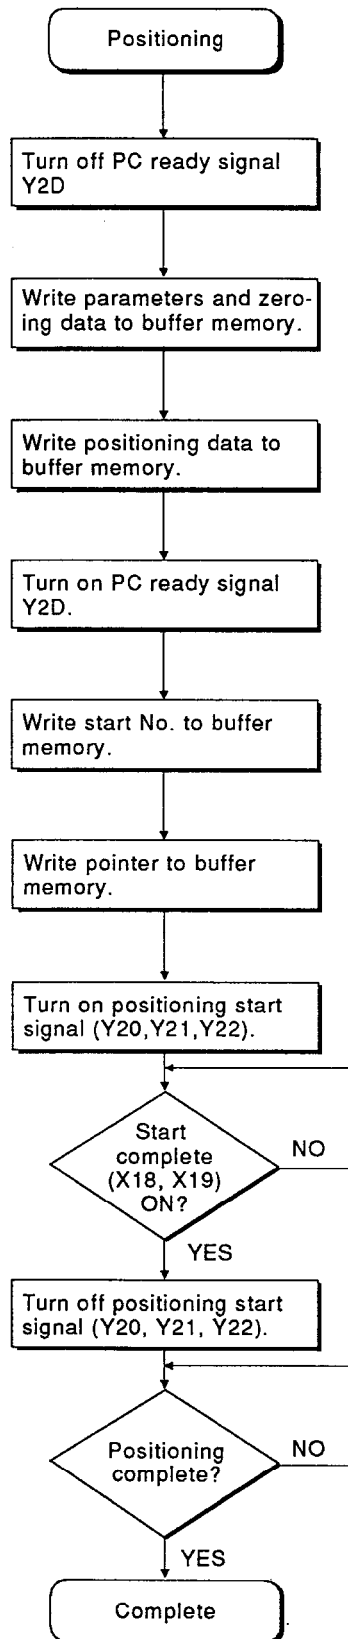 Positioning
Turn off PC ready signal
Y2D
Write parameters and zero-
ing data to buffer memory.
Write positioning data to
buffer memory.
Turn on PC ready signal
Y2D.
Write start No. to buffer
memory.
Write pointer to buffer
memory.
Turn on positioning start
signal (Y20,Y21,Y22).
Start
complete
(X18, X19)
ON?
NO
YES
Turn off positioning start
signal (Y20, Y21, Y22).
Positioning
complete?
NO
YES
Complete